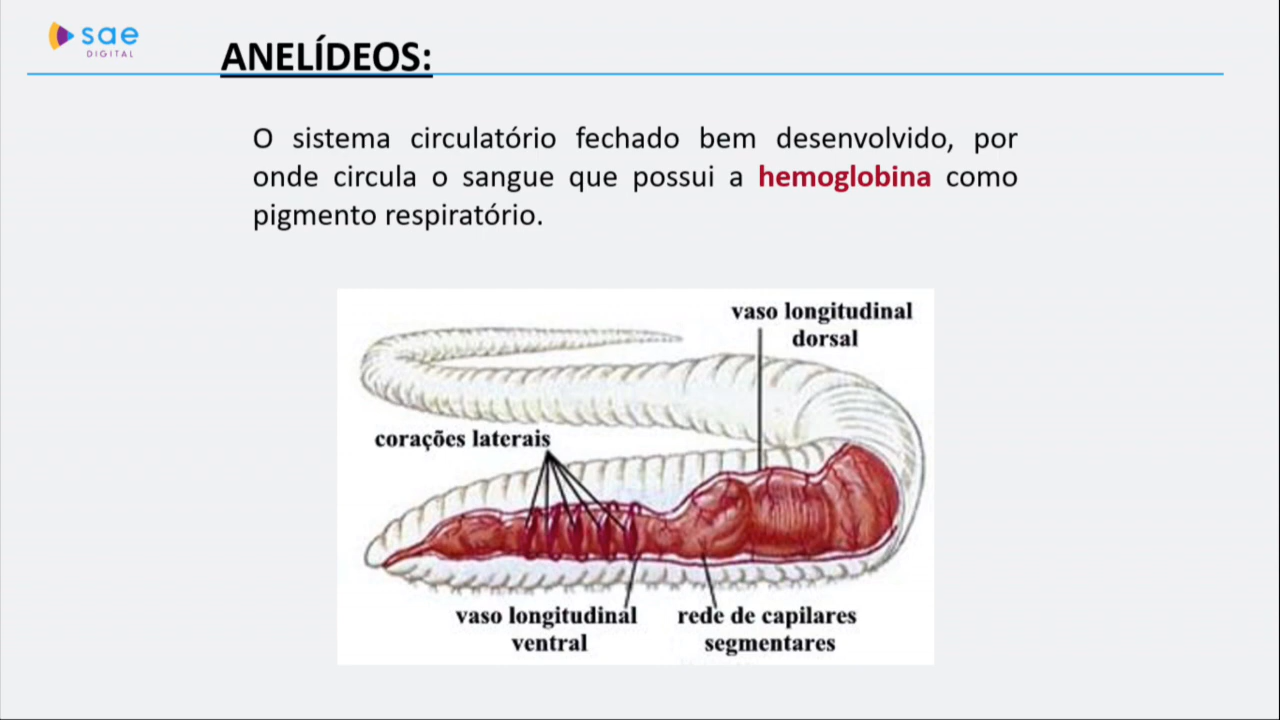 sae
DIGITAL
ANELÍDEOS:
O sistema circulatório fechado bem desenvolvido, por
onde circula o sangue que possui a hemoglobina como
pigmento respiratório.
vaso longitudinal
dorsal
corações laterais
vaso longitudinal
ventral
rede de capilares
segmentares